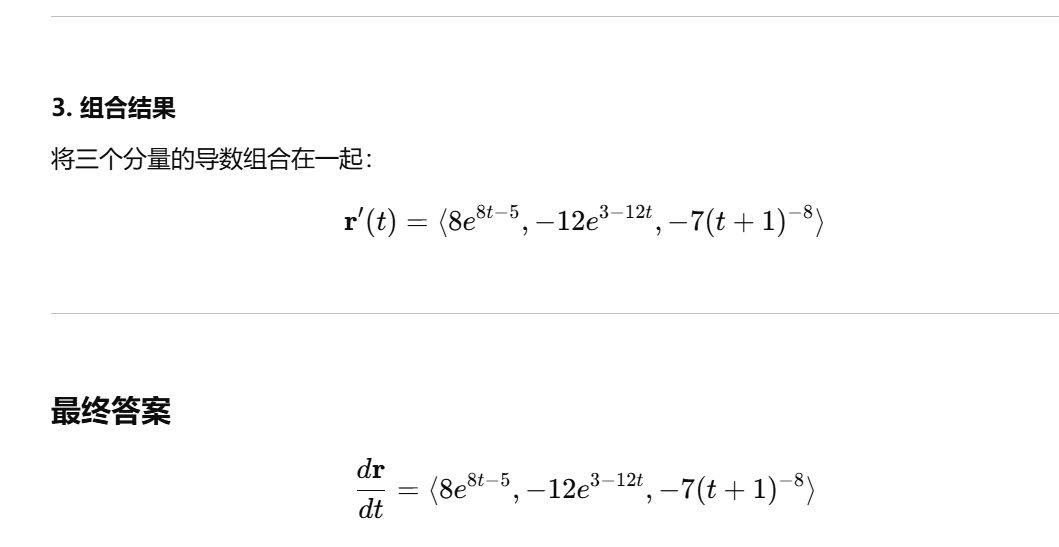 3. 组合结果
将三个分量的导数组合在一起：
$\mathbf{r}'(t) = \langle 8e^{8t-5}, -12e^{3-12t}, -7(t+1)^{-8} \rangle$
最终答案
$\frac{d\mathbf{r}}{dt} = \langle 8e^{8t-5}, -12e^{3-12t}, -7(t+1)^{-8} \rangle$